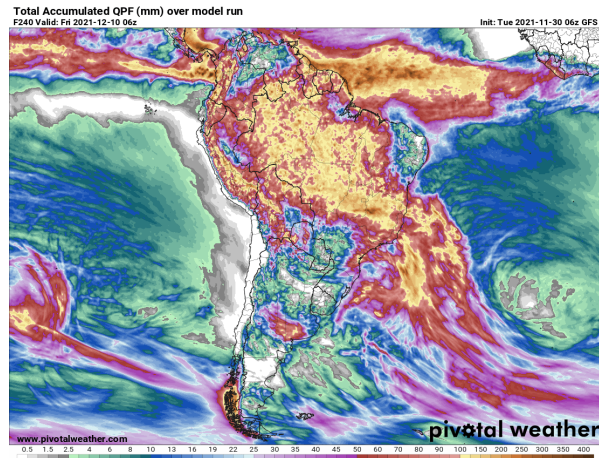 Total Accumulated QPF (mm) over model run
F240 Valid: Fri 2021-12-10 06z Init: Tue 2021-11-30 06z GFS
www.pivotalweather.com
pivotal weather
0.5 1.5 2.5 4 6 8 10 13 16 19 22 25 30 35 40 45 50 60 70 80 90 100 150 200 250 300 350 400